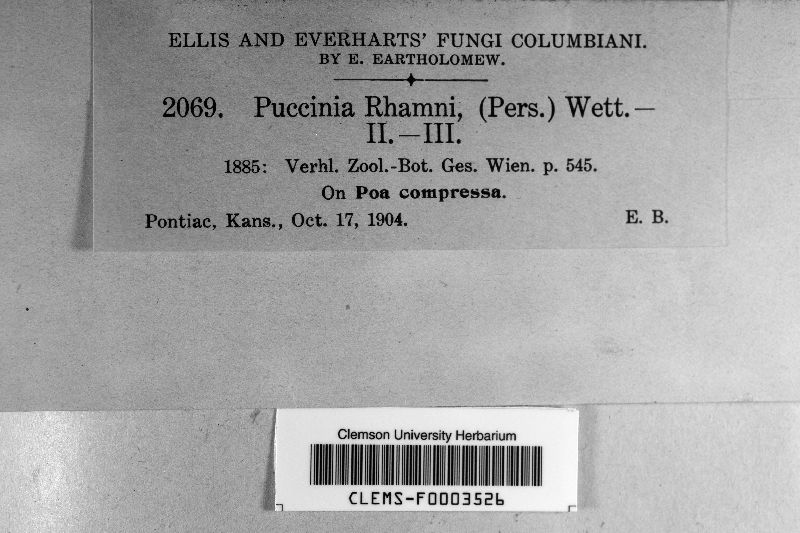 ELLIS AND EVERHARTS' FUNGI COLUMBIANI.
BY E. EARTHOLOMEW.
2069. Puccinia Rhamni, (Pers.) Wett.—
II.—III.
1885: Verhl. Zool.-Bot. Ges. Wien. p. 545.
On Poa compressa.
Pontiac, Kans., Oct. 17, 1904. E. B.
Clemson University Herbarium
CLEMS-F0003526